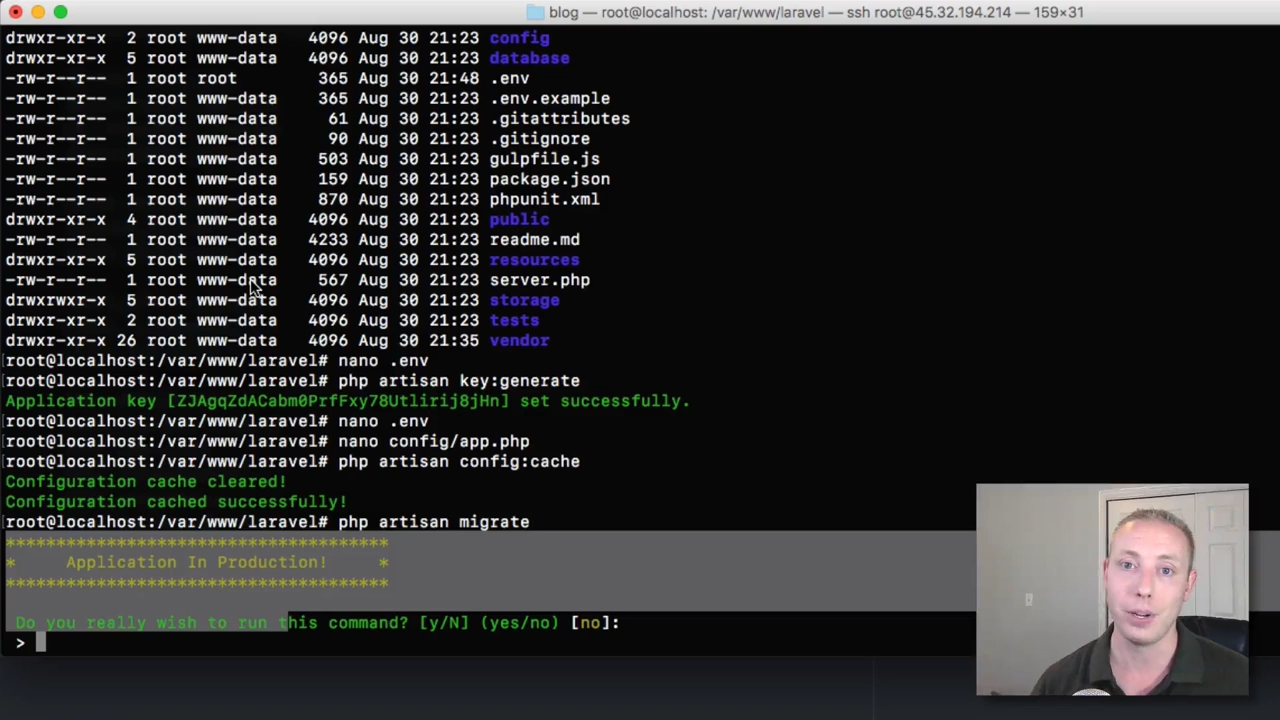 blog — root@localhost: /var/www/laravel — ssh root@45.32.194.214 — 159×31
drwxr-xr-x  2 root www-data   4096 Aug 30 21:23 config
drwxr-xr-x  5 root www-data   4096 Aug 30 21:23 database
-rw-r--r--  1 root root        365 Aug 30 21:48 .env
-rw-r--r--  1 root www-data    365 Aug 30 21:23 .env.example
-rw-r--r--  1 root www-data     61 Aug 30 21:23 .gitattributes
-rw-r--r--  1 root www-data     90 Aug 30 21:23 .gitignore
-rw-r--r--  1 root www-data    503 Aug 30 21:23 gulpfile.js
-rw-r--r--  1 root www-data    159 Aug 30 21:23 package.json
-rw-r--r--  1 root www-data    870 Aug 30 21:23 phpunit.xml
drwxr-xr-x  4 root www-data   4096 Aug 30 21:23 public
-rw-r--r--  1 root www-data   4233 Aug 30 21:23 readme.md
drwxr-xr-x  5 root www-data   4096 Aug 30 21:23 resources
-rw-r--r--  1 root www-data    567 Aug 30 21:23 server.php
drwxrwxr-x  5 root www-data   4096 Aug 30 21:23 storage
drwxr-xr-x  2 root www-data   4096 Aug 30 21:23 tests
drwxr-xr-x 26 root www-data   4096 Aug 30 21:35 vendor
[root@localhost:/var/www/laravel# nano .env
[root@localhost:/var/www/laravel# php artisan key:generate
Application key [ZJAgqZdACabm0PrfFxy78Utlirij8jHn] set successfully.
[root@localhost:/var/www/laravel# nano .env
[root@localhost:/var/www/laravel# nano config/app.php
[root@localhost:/var/www/laravel# php artisan config:cache
Configuration cache cleared!
Configuration cached successfully!
[root@localhost:/var/www/laravel# php artisan migrate
**************************************
*     Application In Production!     *
**************************************
Do you really wish to run this command? [y/N] (yes/no) [no]:
>